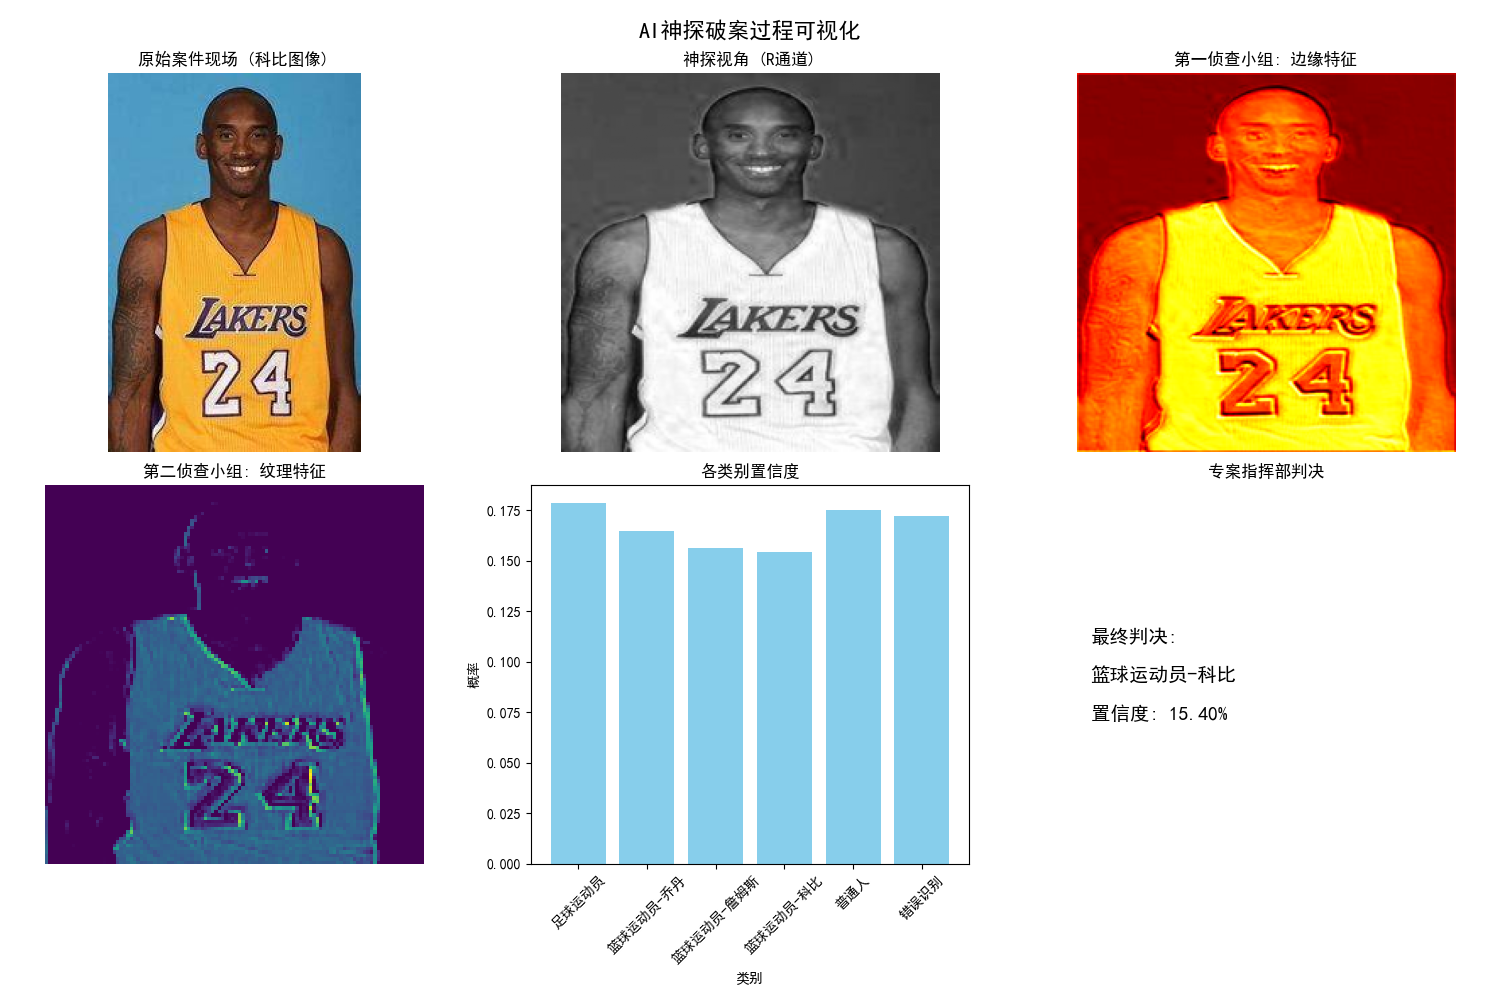 AI神探破案过程可视化
原始案件现场 (科比图像)
神探视角 (R通道)
第一侦查小组: 边缘特征
LAKERS
24
LAKERS
24
LAKERS
24
第二侦查小组: 纹理特征
各类别置信度
专案指挥部判决
LAKERS
24
概率
0.175
0.150
0.125
0.100
0.075
0.050
0.025
0.000
足球运动员
篮球运动员-乔丹
篮球运动员-詹姆斯
篮球运动员-科比
普通人
错误识别
类别
最终判决:
篮球运动员-科比
置信度: 15.40%